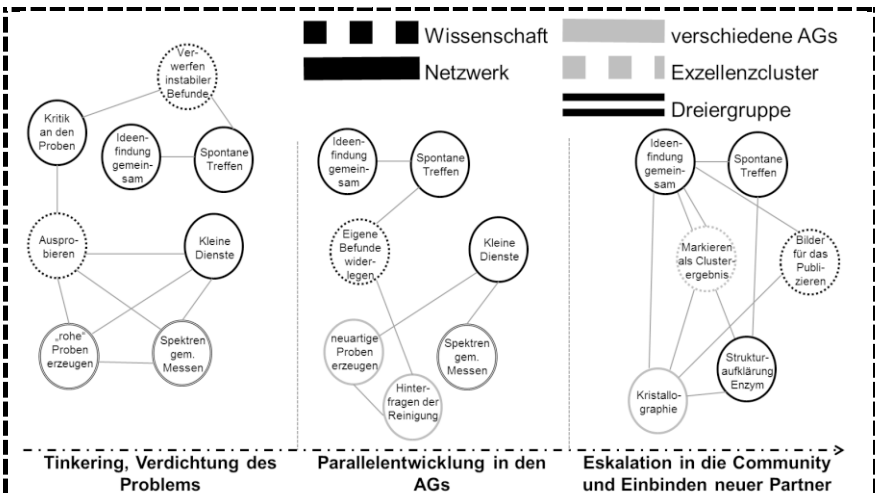 Wissenschaft
Netzwerk
verschiedene AGs
Exzellenzcluster
Dreiergruppe
Ver-
werfen
instabiler
Befunde
Kritik
an den
Proben
Ideen-
findung
gemein-
sam
Spontane
Treffen
Auspro-
bieren
Kleine
Dienste
„rohe“
Proben
erzeugen
Spektren
gem.
Messen
Ideen-
findung
gemein-
sam
Spontane
Treffen
Eigene
Befunde
wider-
legen
Kleine
Dienste
neuartige
Proben
erzeugen
Spektren
gem.
Messen
Hinter-
fragen der
Reinigung
Ideen-
findung
gemein-
sam
Spontane
Treffen
Markieren
als Cluster-
ergebnis
Bilder
für das
Publi-
zieren
Struktur-
aufklärung
Enzym
Kristallo-
graphie
Tinkering, Verdichtung des
Problems
Parallelentwicklung in den
AGs
Eskalation in die Community
und Einbinden neuer Partner